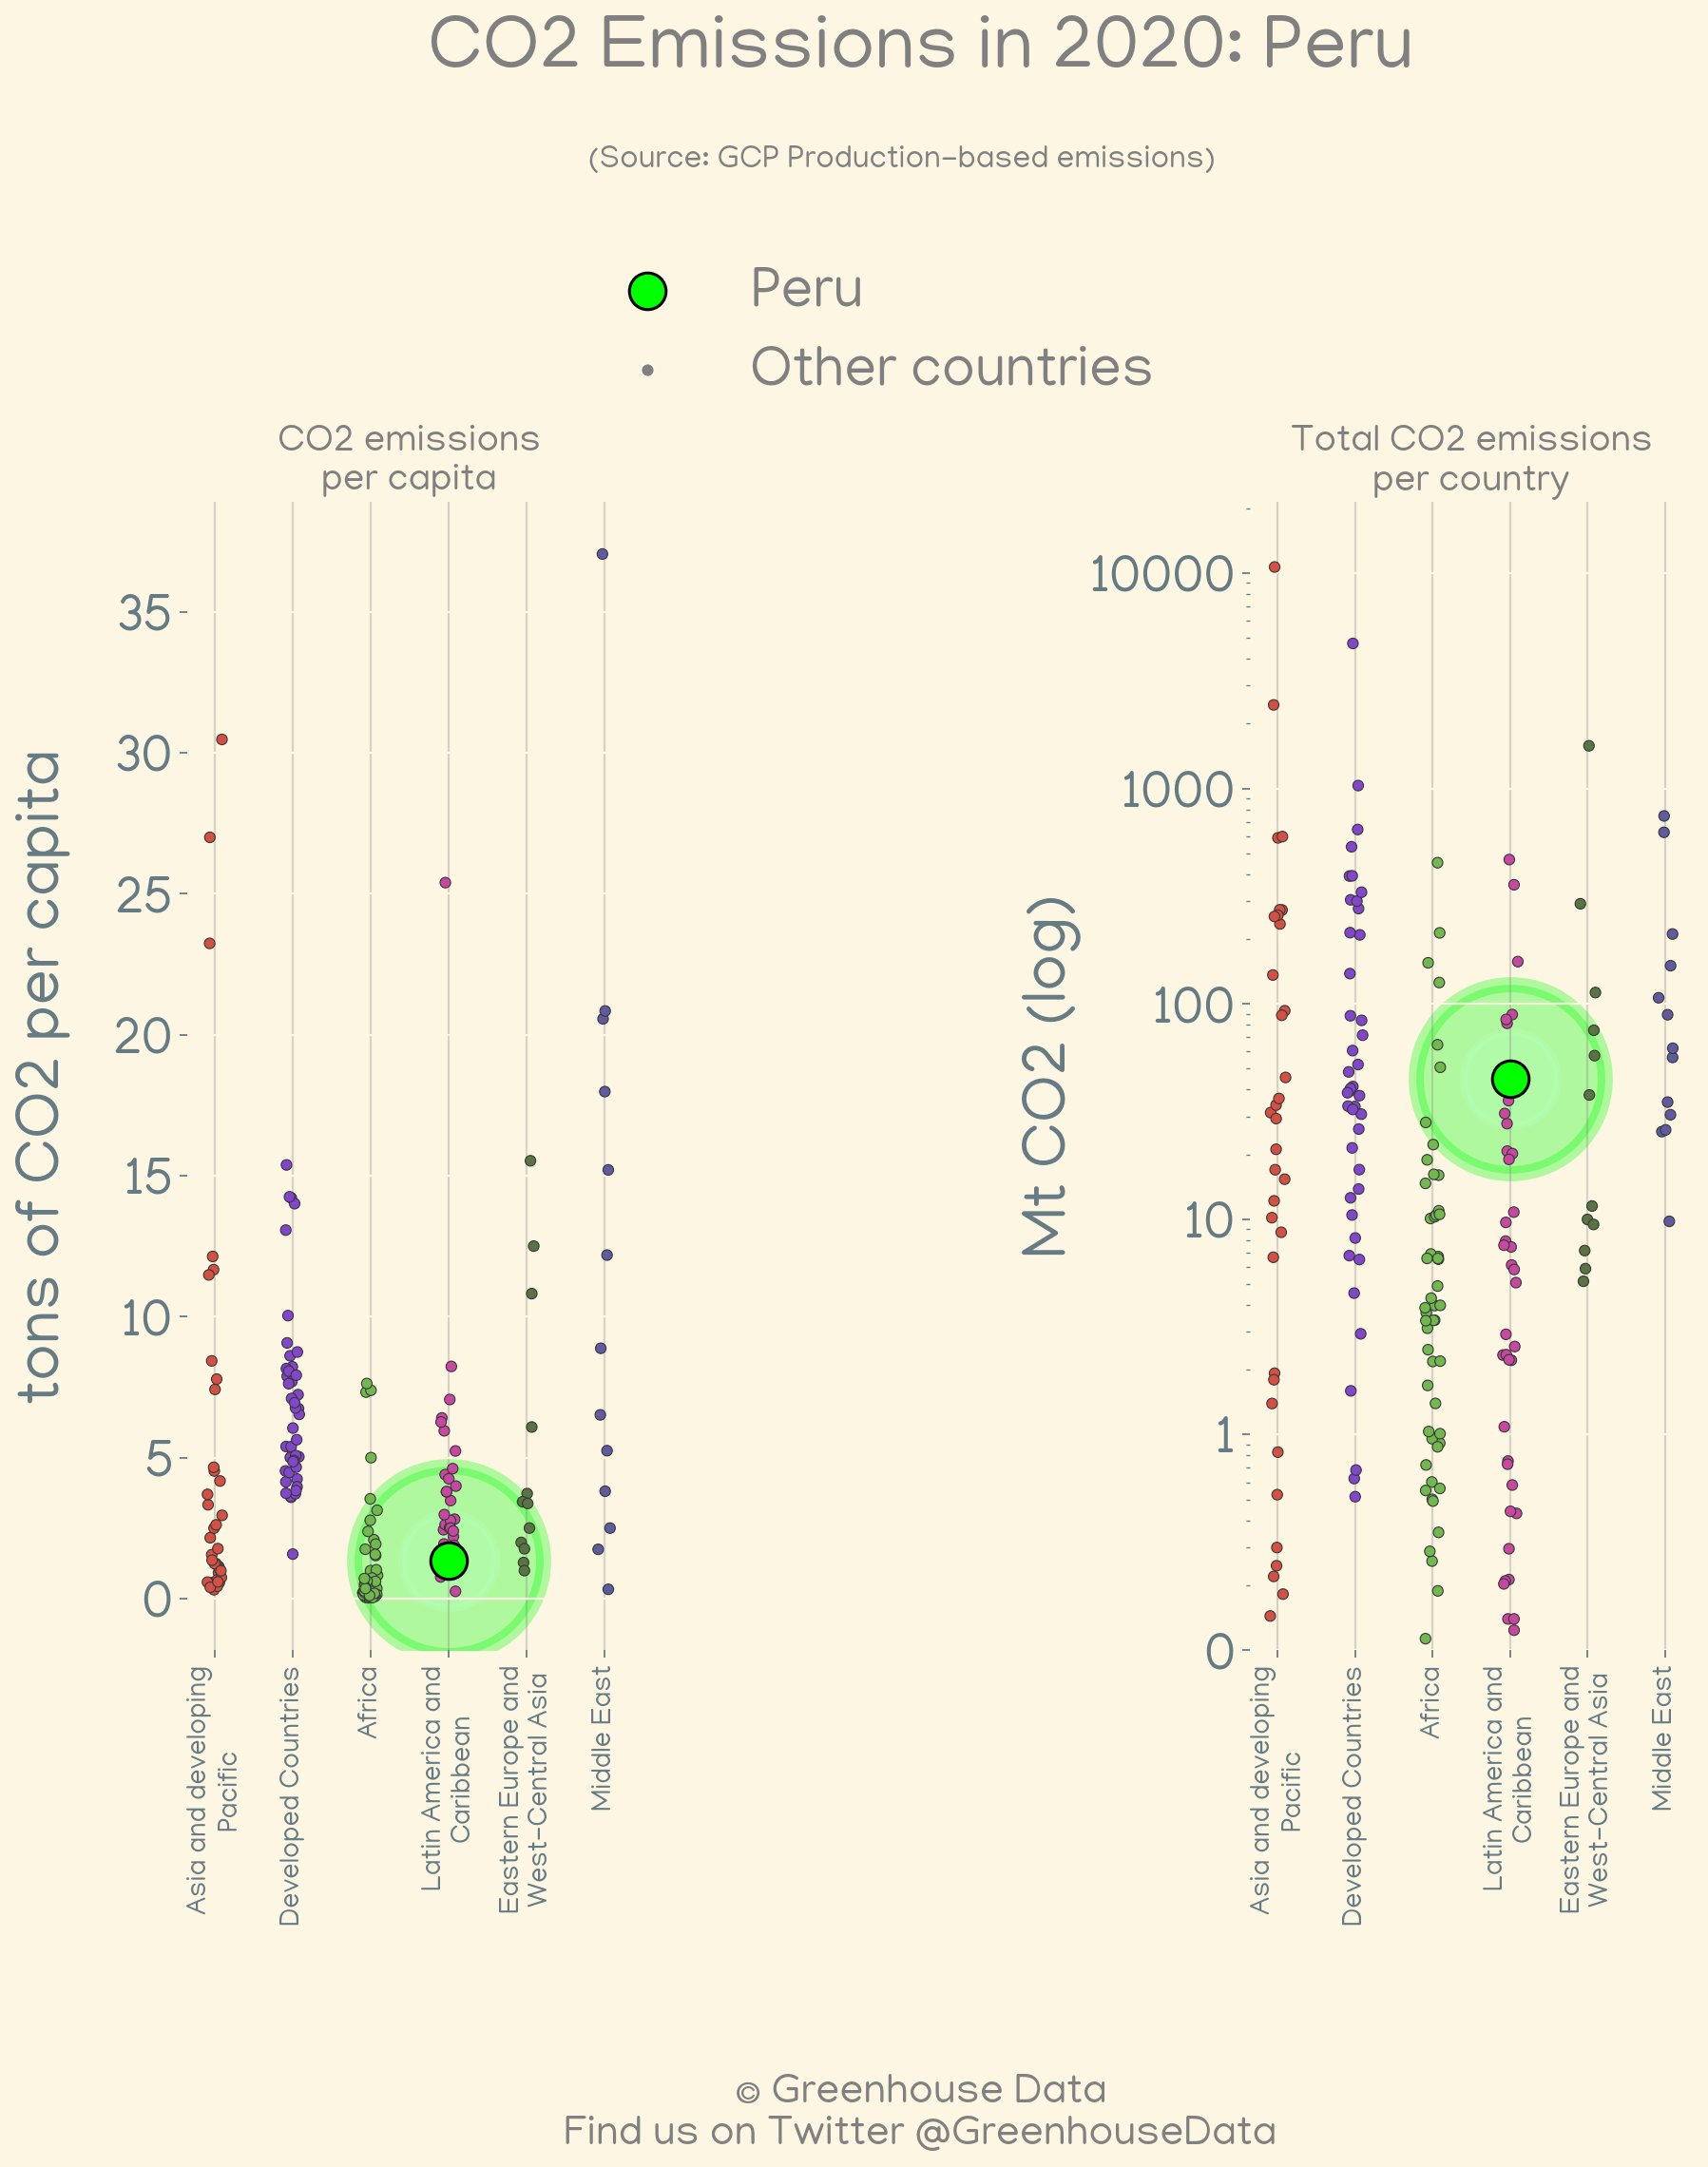 CO2 Emissions in 2020: Peru
(Source: GCP Production-based emissions)
Peru
Other countries
CO2 emissions
per capita
tons of CO2 per capita
35
30
25
20
15
10
5
0
Asia and developing
Pacific
Developed Countries
Africa
Latin America and
Caribbean
Eastern Europe and
West-Central Asia
Middle East
Total CO2 emissions
per country
Mt CO2 (log)
10000
1000
100
10
1
0
Asia and developing
Pacific
Developed Countries
Africa
Latin America and
Caribbean
Eastern Europe and
West-Central Asia
Middle East
© Greenhouse Data
Find us on Twitter @GreenhouseData